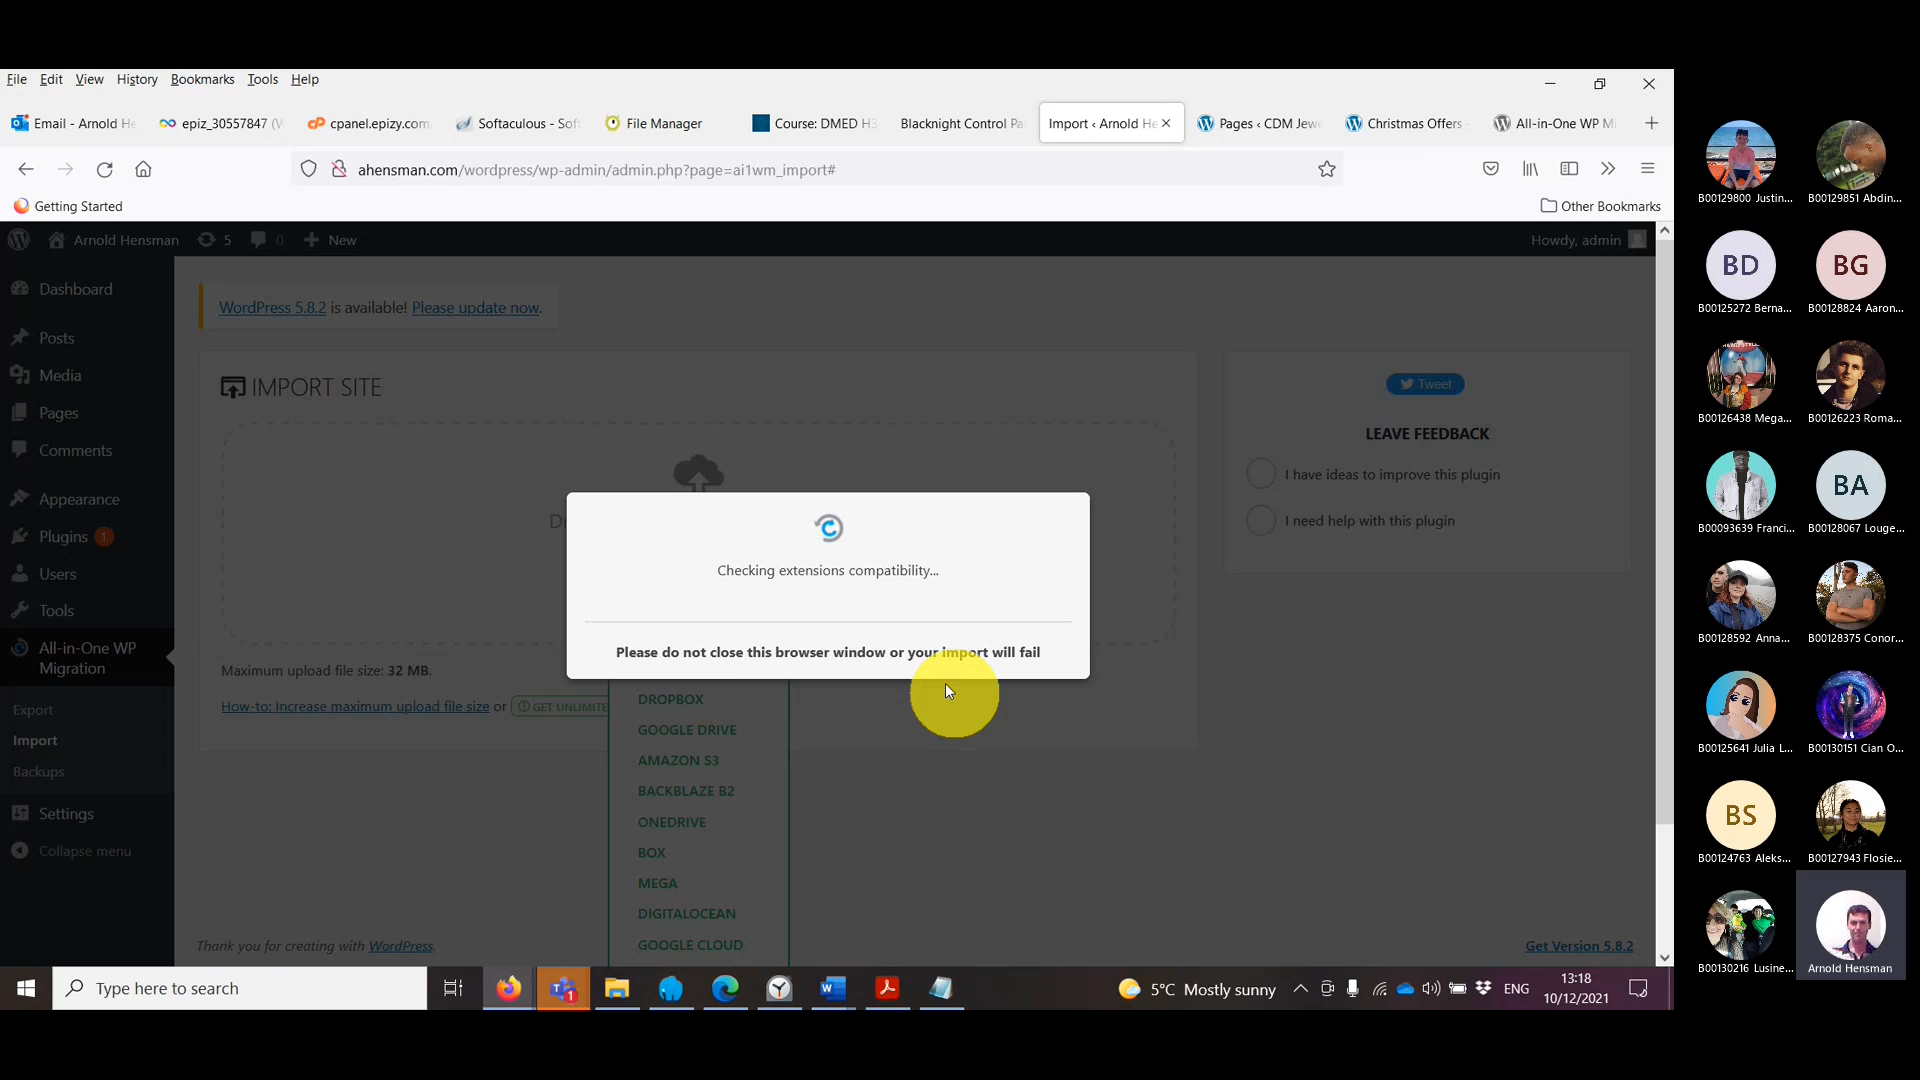 File Edit View History Bookmarks Tools Help
Email - Arnold He
epiz_30557847 (V
cpanel.epizy.com
Softaculous - Soft
File Manager
Course: DMED H3
Blacknight Control Pa
Import ‹ Arnold He
Pages ‹ CDM Jewe
Christmas Offers -
All-in-One WP Mi
ahensman.com/wordpress/wp-admin/admin.php?page=ai1wm_import#
Getting Started
Other Bookmarks
Arnold Hensman 5 0 New
Howdy, admin
Dashboard
Posts
Media
Pages
Comments
Appearance
Plugins 1
Users
Tools
All-in-One WP
Migration
Export
Import
Backups
Settings
Collapse menu
WordPress 5.8.2 is available! Please update now.
IMPORT SITE
Checking extensions compatibility...
Please do not close this browser window or your import will fail
Maximum upload file size: 32 MB.
How-to: Increase maximum upload file size or GET UNLIMITE
DROPBOX
GOOGLE DRIVE
AMAZON S3
BACKBLAZE B2
ONEDRIVE
BOX
MEGA
DIGITALOCEAN
GOOGLE CLOUD
Tweet
LEAVE FEEDBACK
I have ideas to improve this plugin
I need help with this plugin
Thank you for creating with WordPress.
Get Version 5.8.2
Type here to search
1
5°C Mostly sunny
ENG
13:18
10/12/2021
B00129800 Justin...
B00129851 Abdin...
BD
BG
B00125272 Berna...
B00128824 Aaron...
B00126438 Mega...
B00126223 Roma...
BA
B00093639 Franci...
B00128067 Louge...
B00128592 Anna...
B00128375 Conor...
B00125641 Julia L...
B00130151 Cian O...
BS
B00124763 Aleks...
B00127943 Flosie...
B00130216 Lusine...
Arnold Hensman